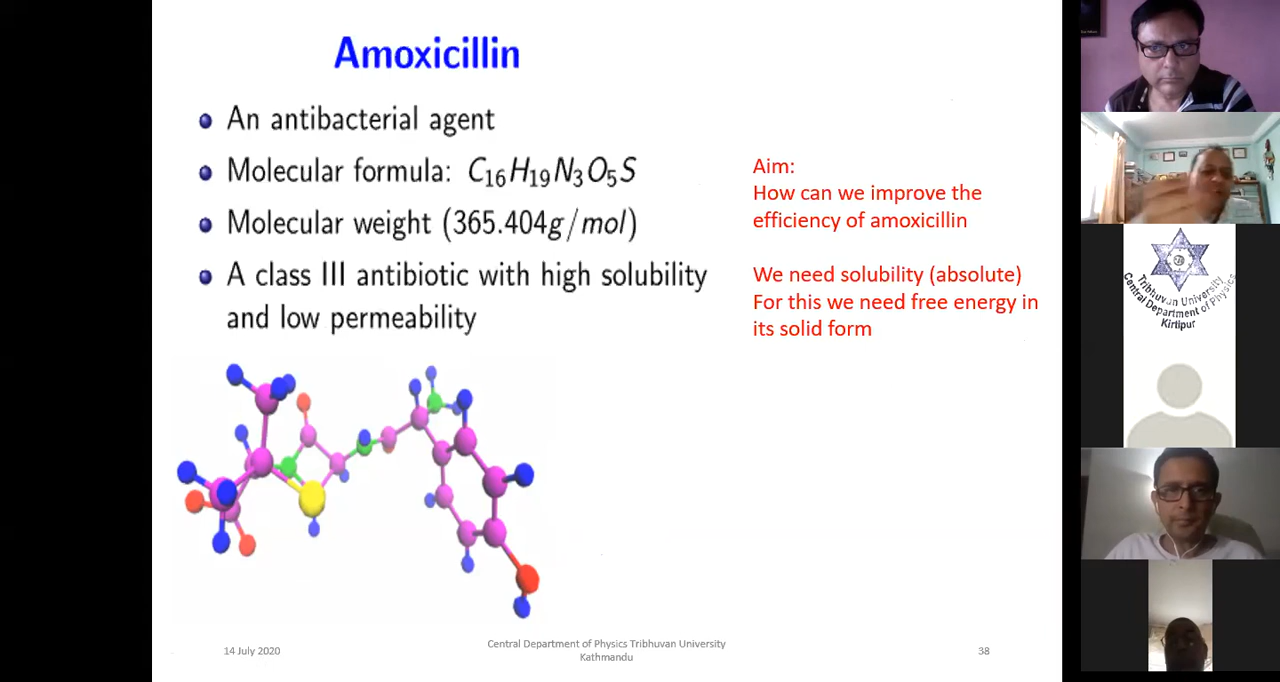 Amoxicillin
An antibacterial agent
Molecular formula: C₁₆H₁₉N₃O₅S
Molecular weight (365.404g/mol)
A class III antibiotic with high solubility
and low permeability
Aim:
How can we improve the
efficiency of amoxicillin
We need solubility (absolute)
For this we need free energy in
its solid form
14 July 2020
Central Department of Physics Tribhuvan University
Kathmandu
38
Tribhuvan University
Central Department of Physics
Kirtipur